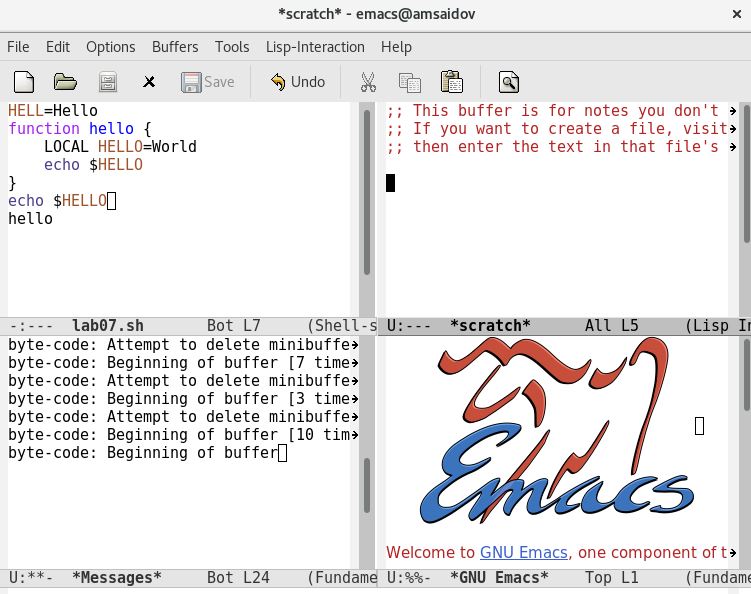 *scratch* - emacs@amsaidov
File Edit Options Buffers Tools Lisp-Interaction Help
Save Undo
HELL=Hello
function hello {
    LOCAL HELLO=World
    echo $HELLO
}
echo $HELLO
hello
-:--- lab07.sh Bot L7 (Shell-s
;; This buffer is for notes you don't
;; If you want to create a file, visit
;; then enter the text in that file's
U:--- *scratch* All L5 (Lisp In
byte-code: Attempt to delete minibuffe
byte-code: Beginning of buffer [7 time
byte-code: Attempt to delete minibuffe
byte-code: Beginning of buffer [3 time
byte-code: Attempt to delete minibuffe
byte-code: Beginning of buffer [10 tim
byte-code: Beginning of buffer
U:**- *Messages* Bot L24 (Fundame
Emacs
Welcome to GNU Emacs, one component of t
U:%%- *GNU Emacs* Top L1 (Fundame